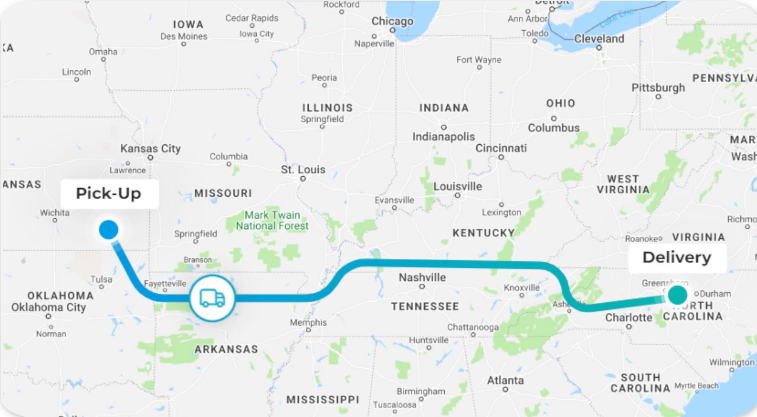 Rockford
Detroit
IOWA
Cedar Rapids
Chicago
Ann Arbor
Des Moines
Iowa City
Naperville
Toledo
Cleveland
Omaha
Fort Wayne
Lincoln
Peoria
Pittsburgh
PENNSYLVA
ILLINOIS
INDIANA
OHIO
Springfield
Columbus
Indianapolis
MAR
Kansas City
Columbia
Cincinnati
Wash
Lawrence
St. Louis
ANSAS
Pick-Up
MISSOURI
Louisville
WEST
VIRGINIA
Evansville
Wichita
Mark Twain
National Forest
Lexington
Richmo
Springfield
KENTUCKY
Roanoke
VIRGINIA
Branson
Delivery
Tulsa
Fayetteville
Nashville
Knoxville
Greensb
Durham
OKLAHOMA
Oklahoma City
TENNESSEE
Ashe
RTH
CAROLINA
Memphis
Charlotte
Norman
Chattanooga
Huntsville
ARKANSAS
Wilmington
Atlanta
SOUTH
CAROLINA
Myrtle Beach
MISSISSIPPI
Birmingham
Tuscaloosa